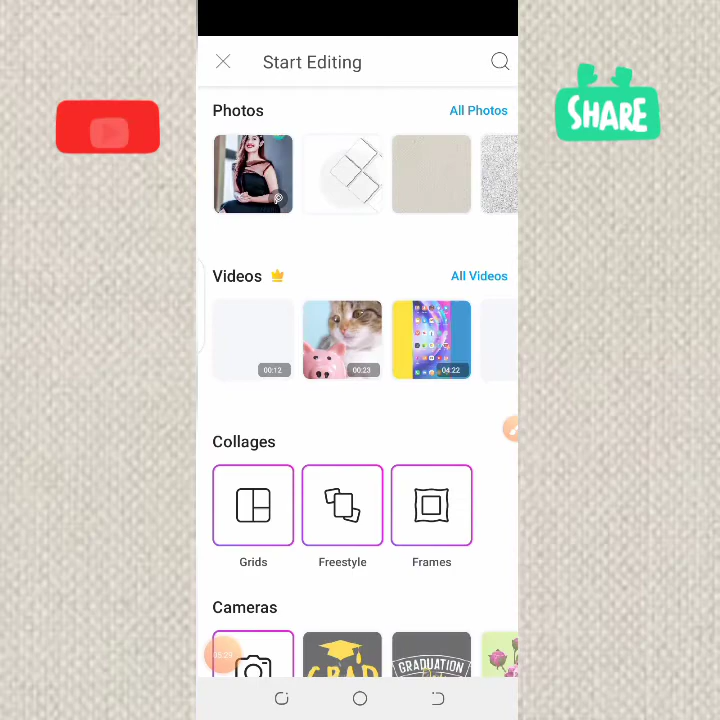 Start Editing
SHARE
Photos
All Photos
Videos
All Videos
00:12
00:23
04:22
Collages
Grids
Freestyle
Frames
Cameras
GRADUATION